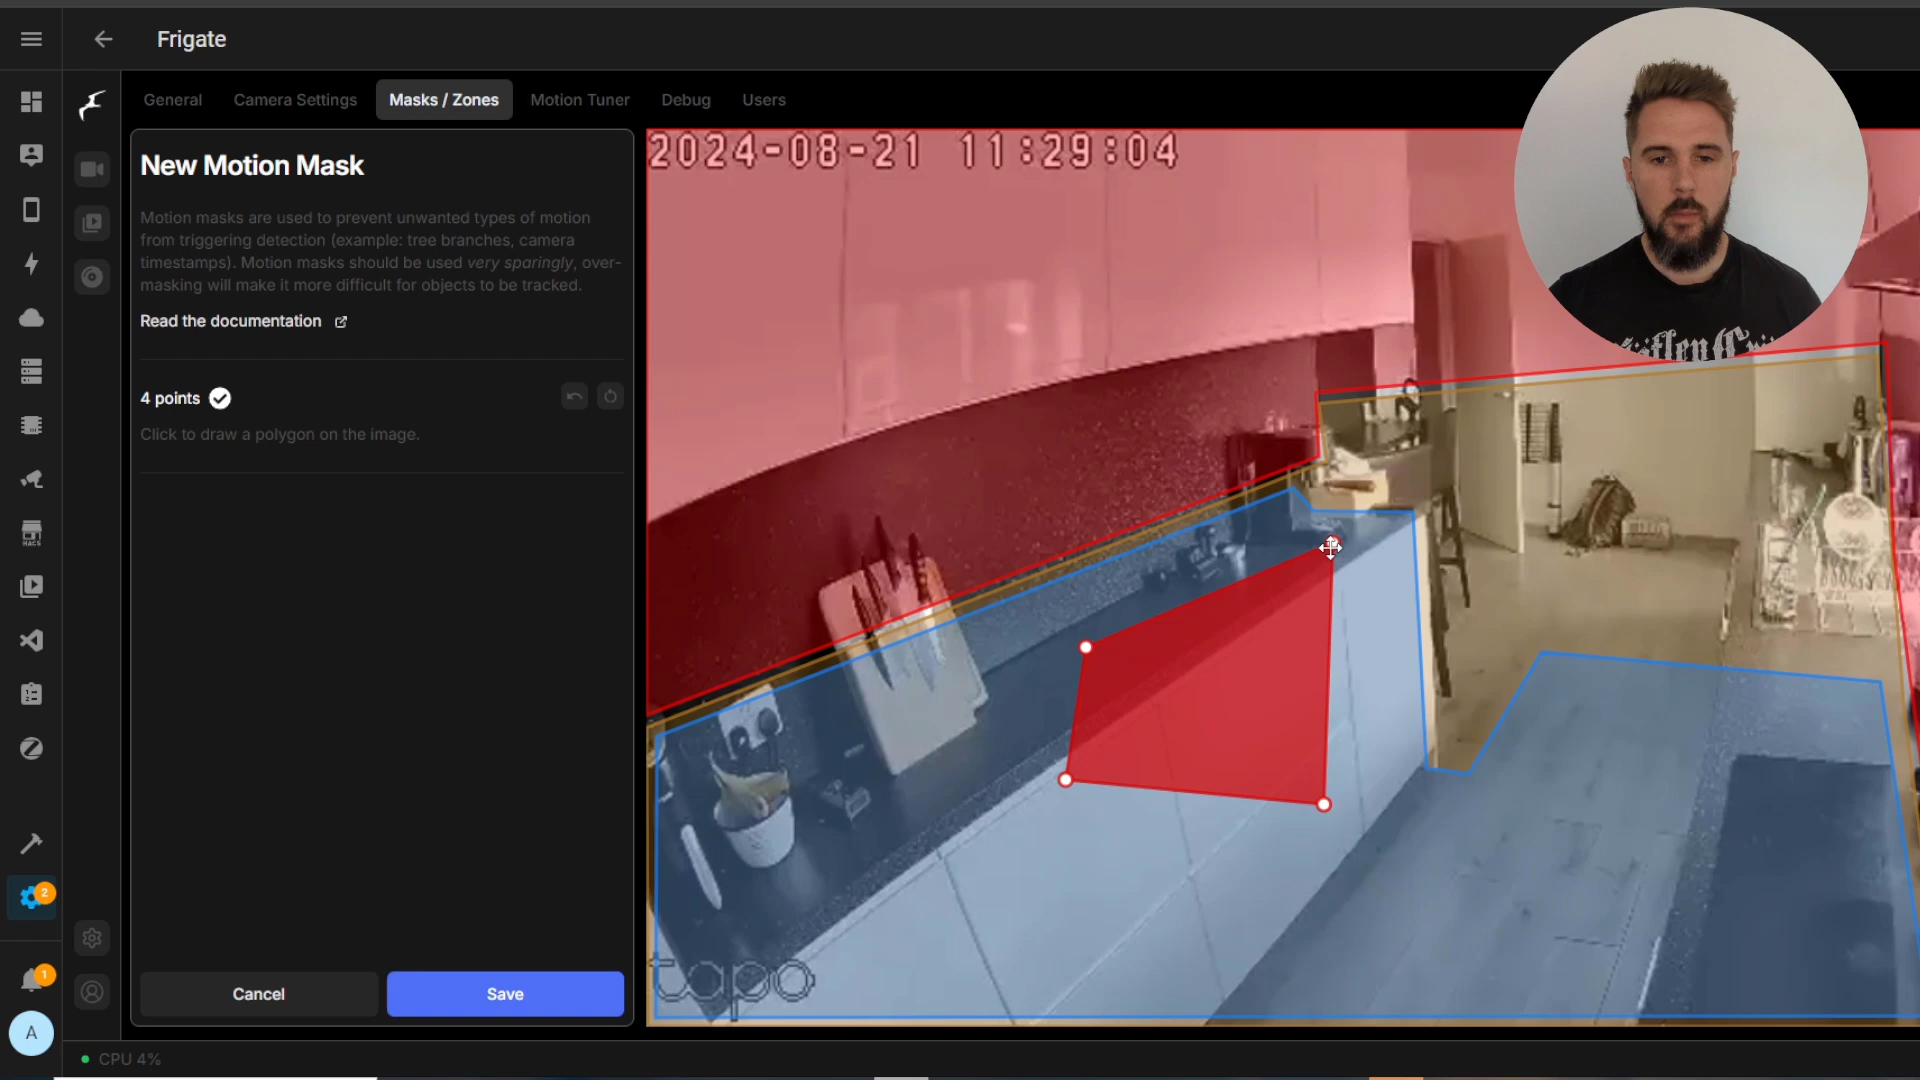 Frigate
General
Camera Settings
Masks / Zones
Motion Tuner
Debug
Users
New Motion Mask
Motion masks are used to prevent unwanted types of motion
from triggering detection (example: tree branches, camera
timestamps). Motion masks should be used very sparingly, over-
masking will make it more difficult for objects to be tracked.
Read the documentation
4 points
Click to draw a polygon on the image.
Cancel
Save
2024-08-21 11:29:04
tapo
HACS
2
1
A
CPU 4%